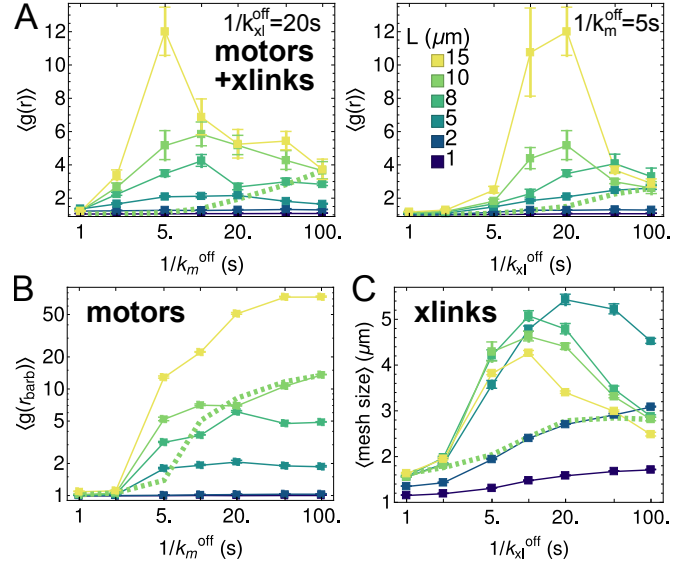 A
1/k_xl^off=20s
motors
+xlinks
⟨g(r)⟩
12
10
8
6
4
2
1
5.
20.
100.
1/k_m^off (s)
1/k_m^off=5s
L (μm)
15
10
8
5
2
1
⟨g(r)⟩
12
10
8
6
4
2
1
5.
20.
100.
1/k_xl^off (s)
B
motors
⟨g(r_barb)⟩
50
20
10
5
2
1
1
5.
20.
100.
1/k_m^off (s)
C
xlinks
⟨mesh size⟩ (μm)
5
4
3
2
1
1
5.
20.
100.
1/k_xl^off (s)